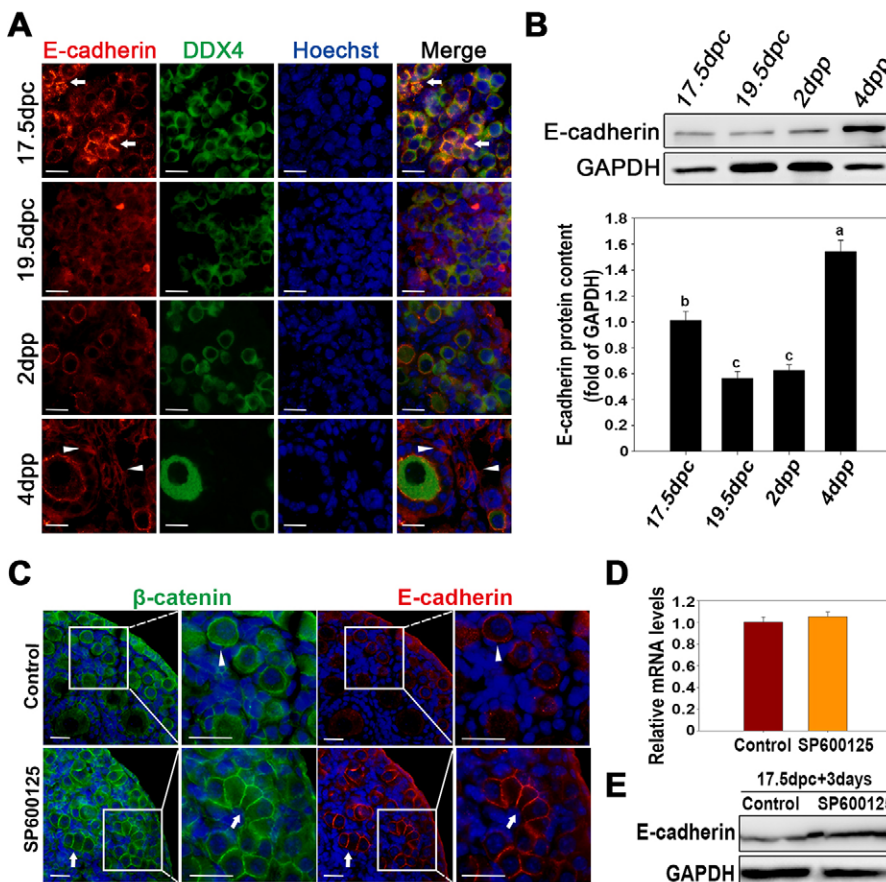 A
E-cadherin DDX4 Hoechst Merge
17.5dpc
19.5dpc
2dpp
4dpp
B
17.5dpc 19.5dpc 2dpp 4dpp
E-cadherin
GAPDH
E-cadherin protein content
(fold of GAPDH)
1.8
1.6
1.4
1.2
1.0
0.8
0.6
0.4
0.2
0
b c c a
17.5dpc 19.5dpc 2dpp 4dpp
C
β-catenin E-cadherin
Control
SP600125
D
Relative mRNA levels
1.2
1.0
0.8
0.6
0.4
0.2
0
Control SP600125
E
17.5dpc+3days
Control SP600125
E-cadherin
GAPDH